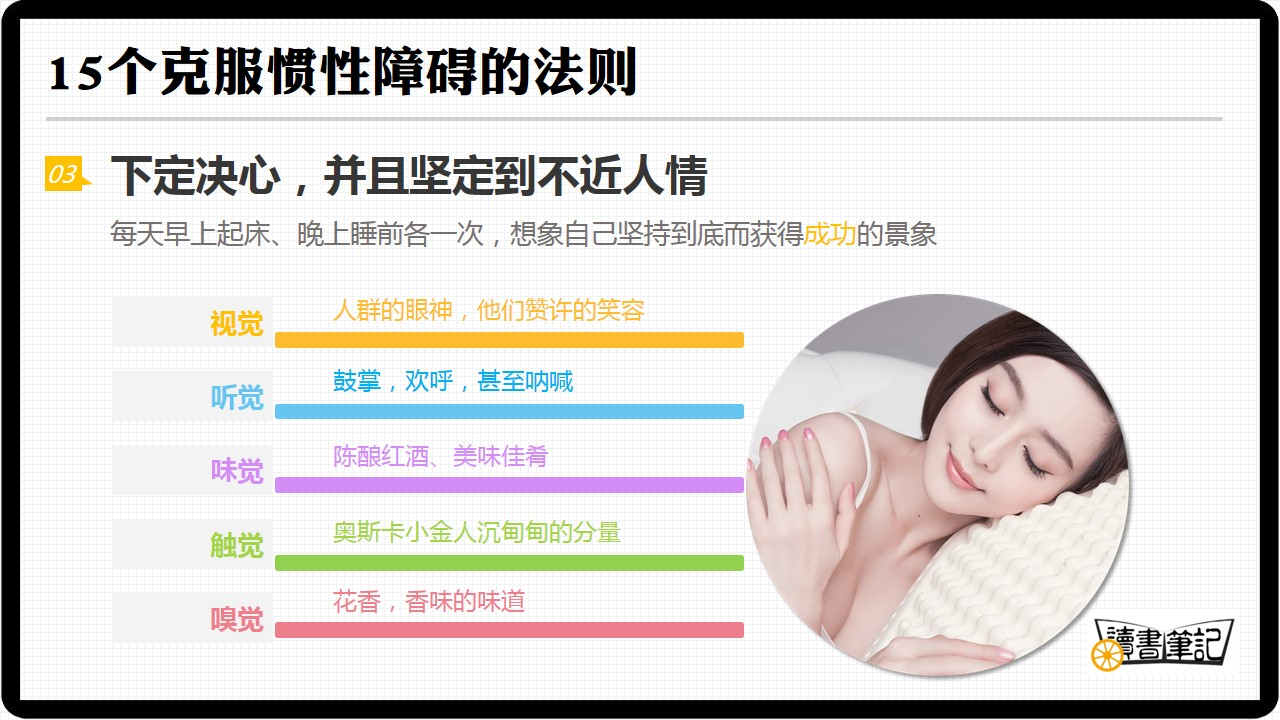 15个克服惯性障碍的法则
03
下定决心，并且坚定到不近人情
每天早上起床、晚上睡前各一次，想象自己坚持到底而获得成功的景象
视觉
人群的眼神，他们赞许的笑容
听觉
鼓掌，欢呼，甚至呐喊
味觉
陈酿红酒、美味佳肴
触觉
奥斯卡小金人沉甸甸的分量
嗅觉
花香，香味的味道
讀書筆記